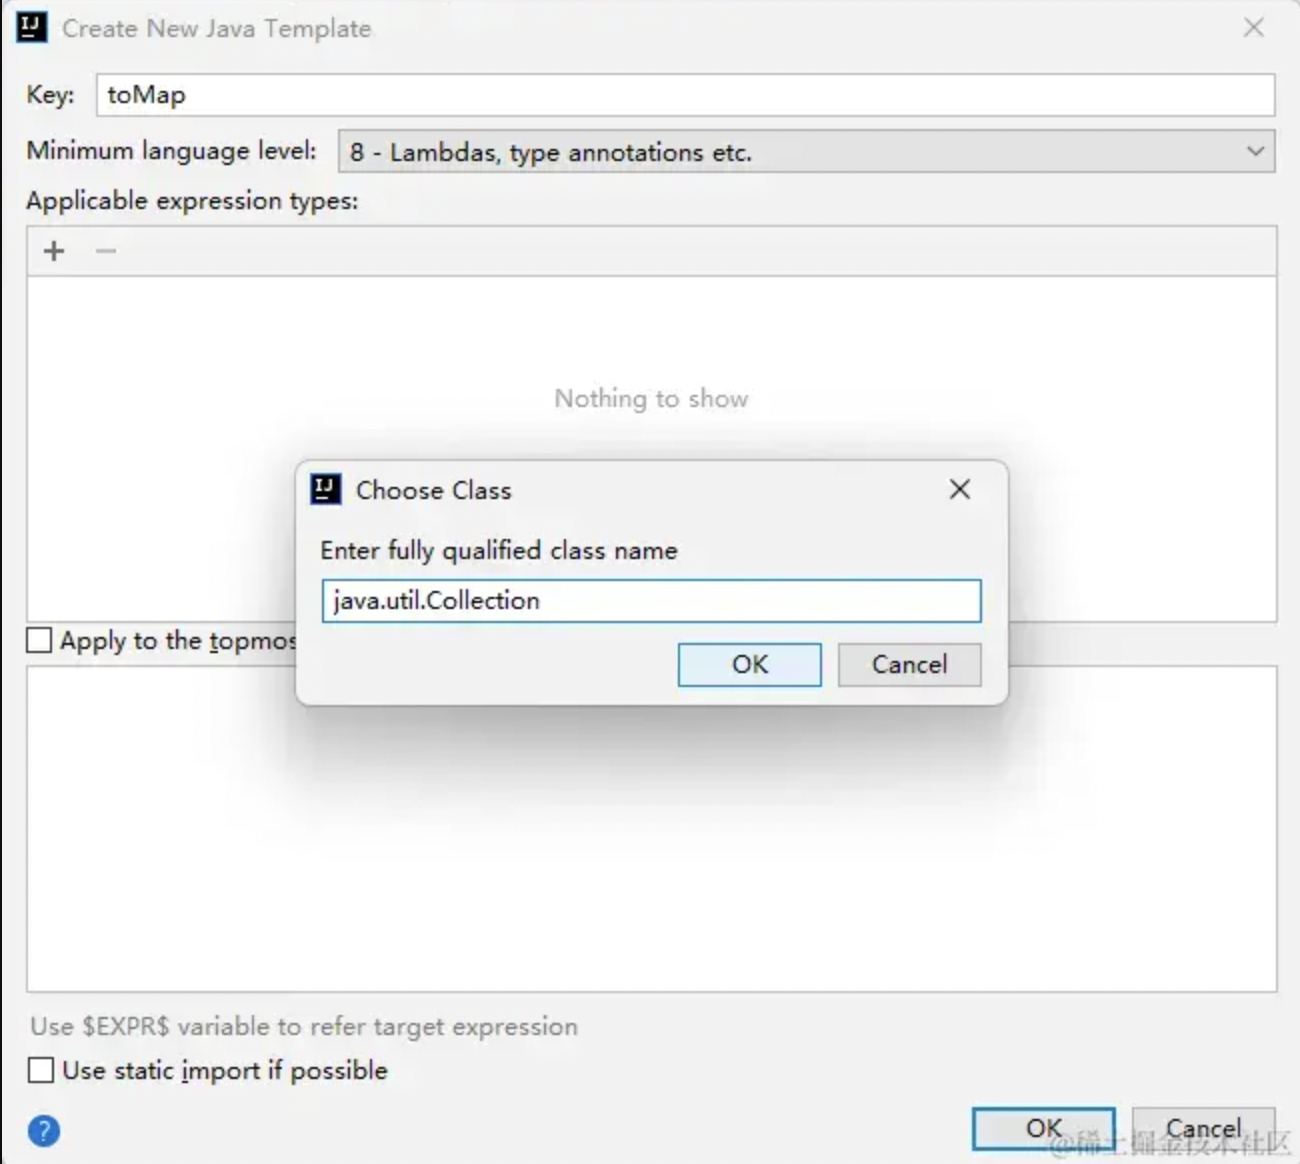 Create New Java Template
Key: toMap
Minimum language level: 8 - Lambdas, type annotations etc.
Applicable expression types:
Nothing to show
Choose Class
Enter fully qualified class name
java.util.Collection
OK Cancel
Apply to the topmos
Use $EXPR$ variable to refer target expression
Use static import if possible
?
OK Cancel
@稀土掘金技术社区